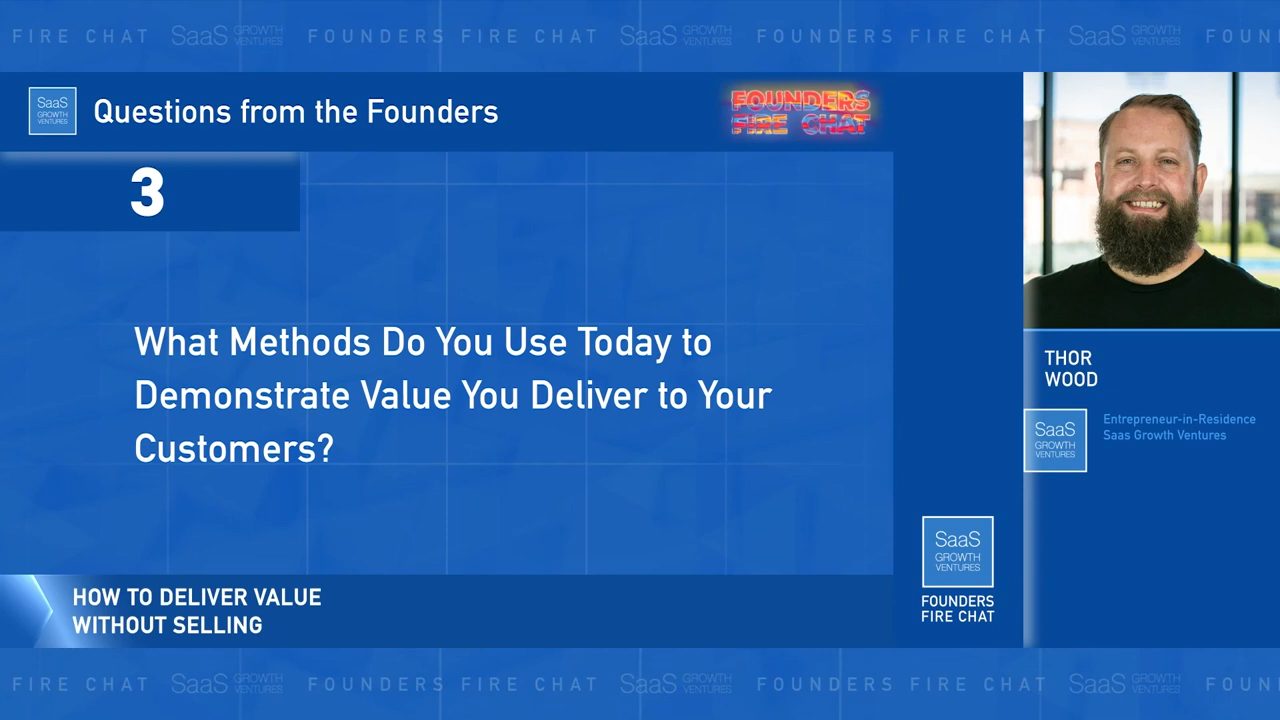 FIRE CHAT SaaS GROWTH VENTURES FOUNDERS FIRE CHAT SaaS GROWTH VENTURES FOUNDERS FIRE CHAT SaaS GROWTH VENTURES FOUN
SaaS
GROWTH
VENTURES
Questions from the Founders
FOUNDERS
FIRE CHAT
3
What Methods Do You Use Today to
Demonstrate Value You Deliver to Your
Customers?
HOW TO DELIVER VALUE
WITHOUT SELLING
THOR
WOOD
SaaS
GROWTH
VENTURES
Entrepreneur-in-Residence
Saas Growth Ventures
SaaS
GROWTH
VENTURES
FOUNDERS
FIRE CHAT
FIRE CHAT SaaS GROWTH VENTURES FOUNDERS FIRE CHAT SaaS GROWTH VENTURES FOUNDERS FIRE CHAT SaaS GROWTH VENTURES FOUN